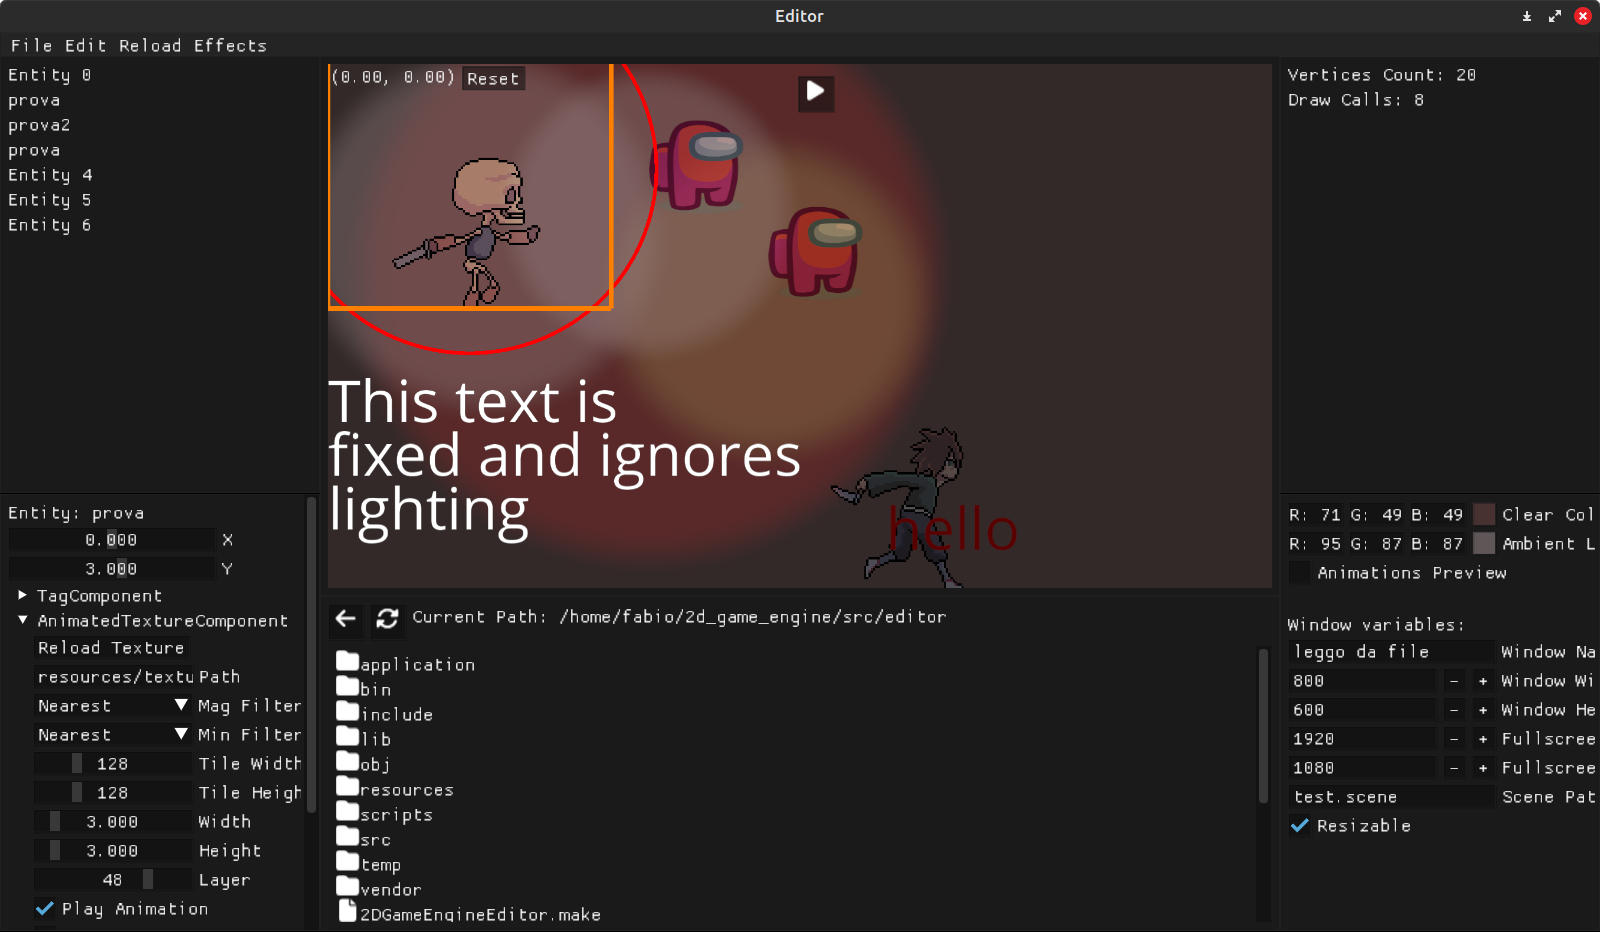 Editor
File Edit Reload Effects
Entity 0
prova
prova2
prova
Entity 4
Entity 5
Entity 6
(0.00, 0.00) Reset
This text is
fixed and ignores
lighting
hello
Vertices Count: 20
Draw Calls: 8
Entity: prova
0.000 X
3.000 Y
TagComponent
AnimatedTextureComponent
Reload Texture
resources/textu Path
Nearest Mag Filter
Nearest Min Filter
128 Tile Width
128 Tile Heigh
3.000 Width
3.000 Height
48 Layer
Play Animation
Current Path: /home/fabio/2d_game_engine/src/editor
application
bin
include
lib
obj
resources
scripts
src
temp
vendor
2DGameEngineEditor.make
R: 71 G: 49 B: 49 Clear Col
R: 95 G: 87 B: 87 Ambient L
Animations Preview
Window variables:
leggo da file Window Na
800 - + Window Wi
600 - + Window He
1920 - + Fullscree
1080 - + Fullscree
test.scene Scene Pat
Resizable